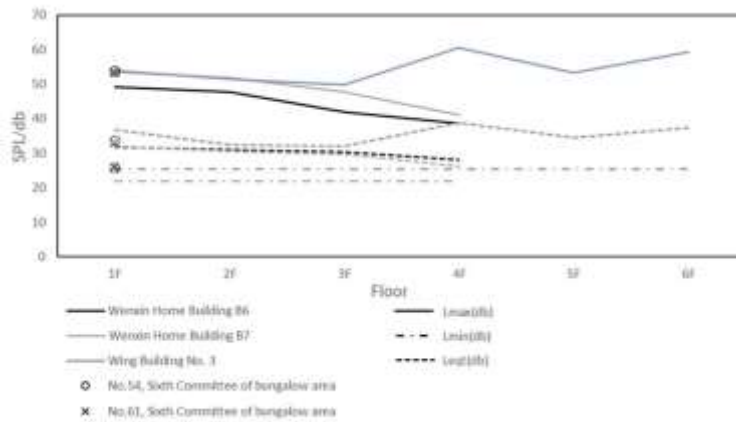 70
60
50
40
30
20
10
0
SPL/db
1F 2F 3F 4F 5F 6F
Floor
Wenxin Home Building B6 Lmax(db)
Wenxin Home Building B7 Lmin(db)
Wing Building No. 3 Leq(db)
No.54, Sixth Committee of bungalow area
No.61, Sixth Committee of bungalow area